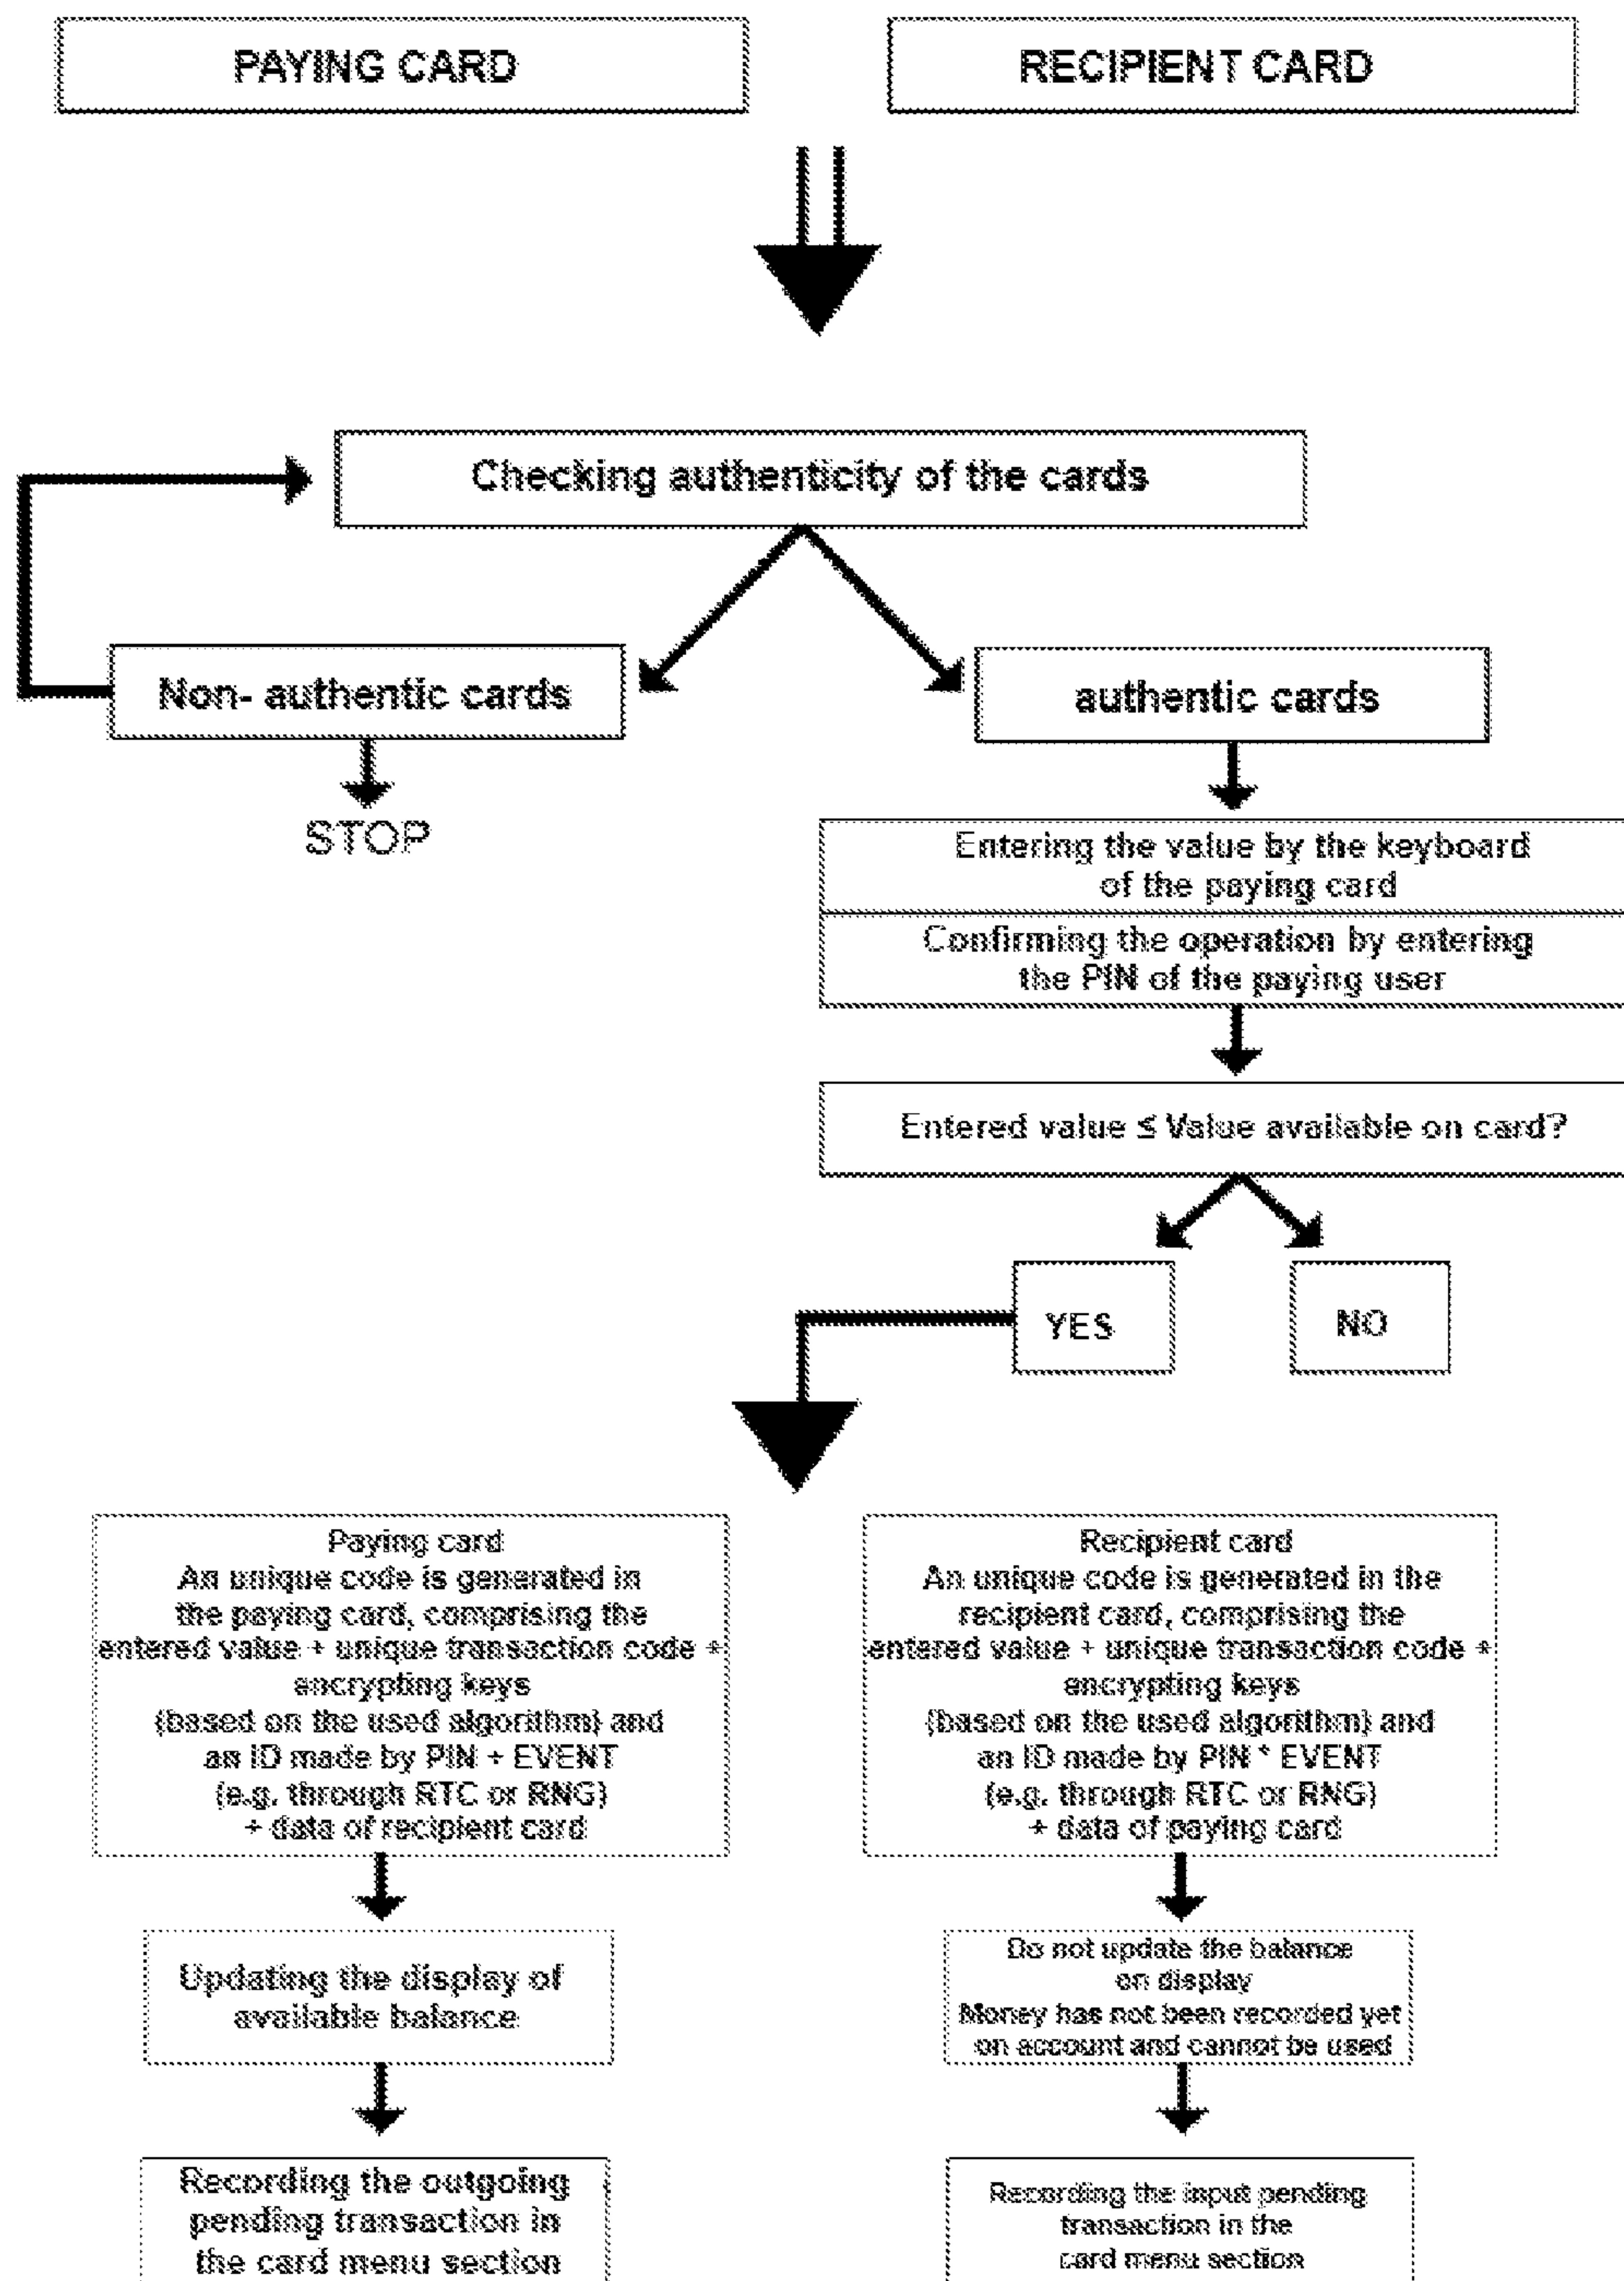 PAYING CARD
RECIPIENT CARD
Checking authenticity of the cards
Non- authentic cards
authentic cards
STOP
Entering the value by the keyboard
of the paying card
Confirming the operation by entering
the PIN of the paying user
Entered value ≤ Value available on card?
YES
NO
Paying card
An unique code is generated in
the paying card, comprising the
entered value + unique transaction code +
encrypting keys
(based on the used algorithm) and
an ID made by PIN + EVENT
(e.g. through RTC or RNG)
+ data of recipient card
Recipient card
An unique code is generated in the
recipient card, comprising the
entered value + unique transaction code +
encrypting keys
(based on the used algorithm) and
an ID made by PIN * EVENT
(e.g. through RTC or RNG)
+ data of paying card
Updating the display of
available balance
Do not update the balance
on display
Money has not been recorded yet
on account and cannot be used
Recording the outgoing
pending transaction in
the card menu section
Recording the input pending
transaction in the
card menu section